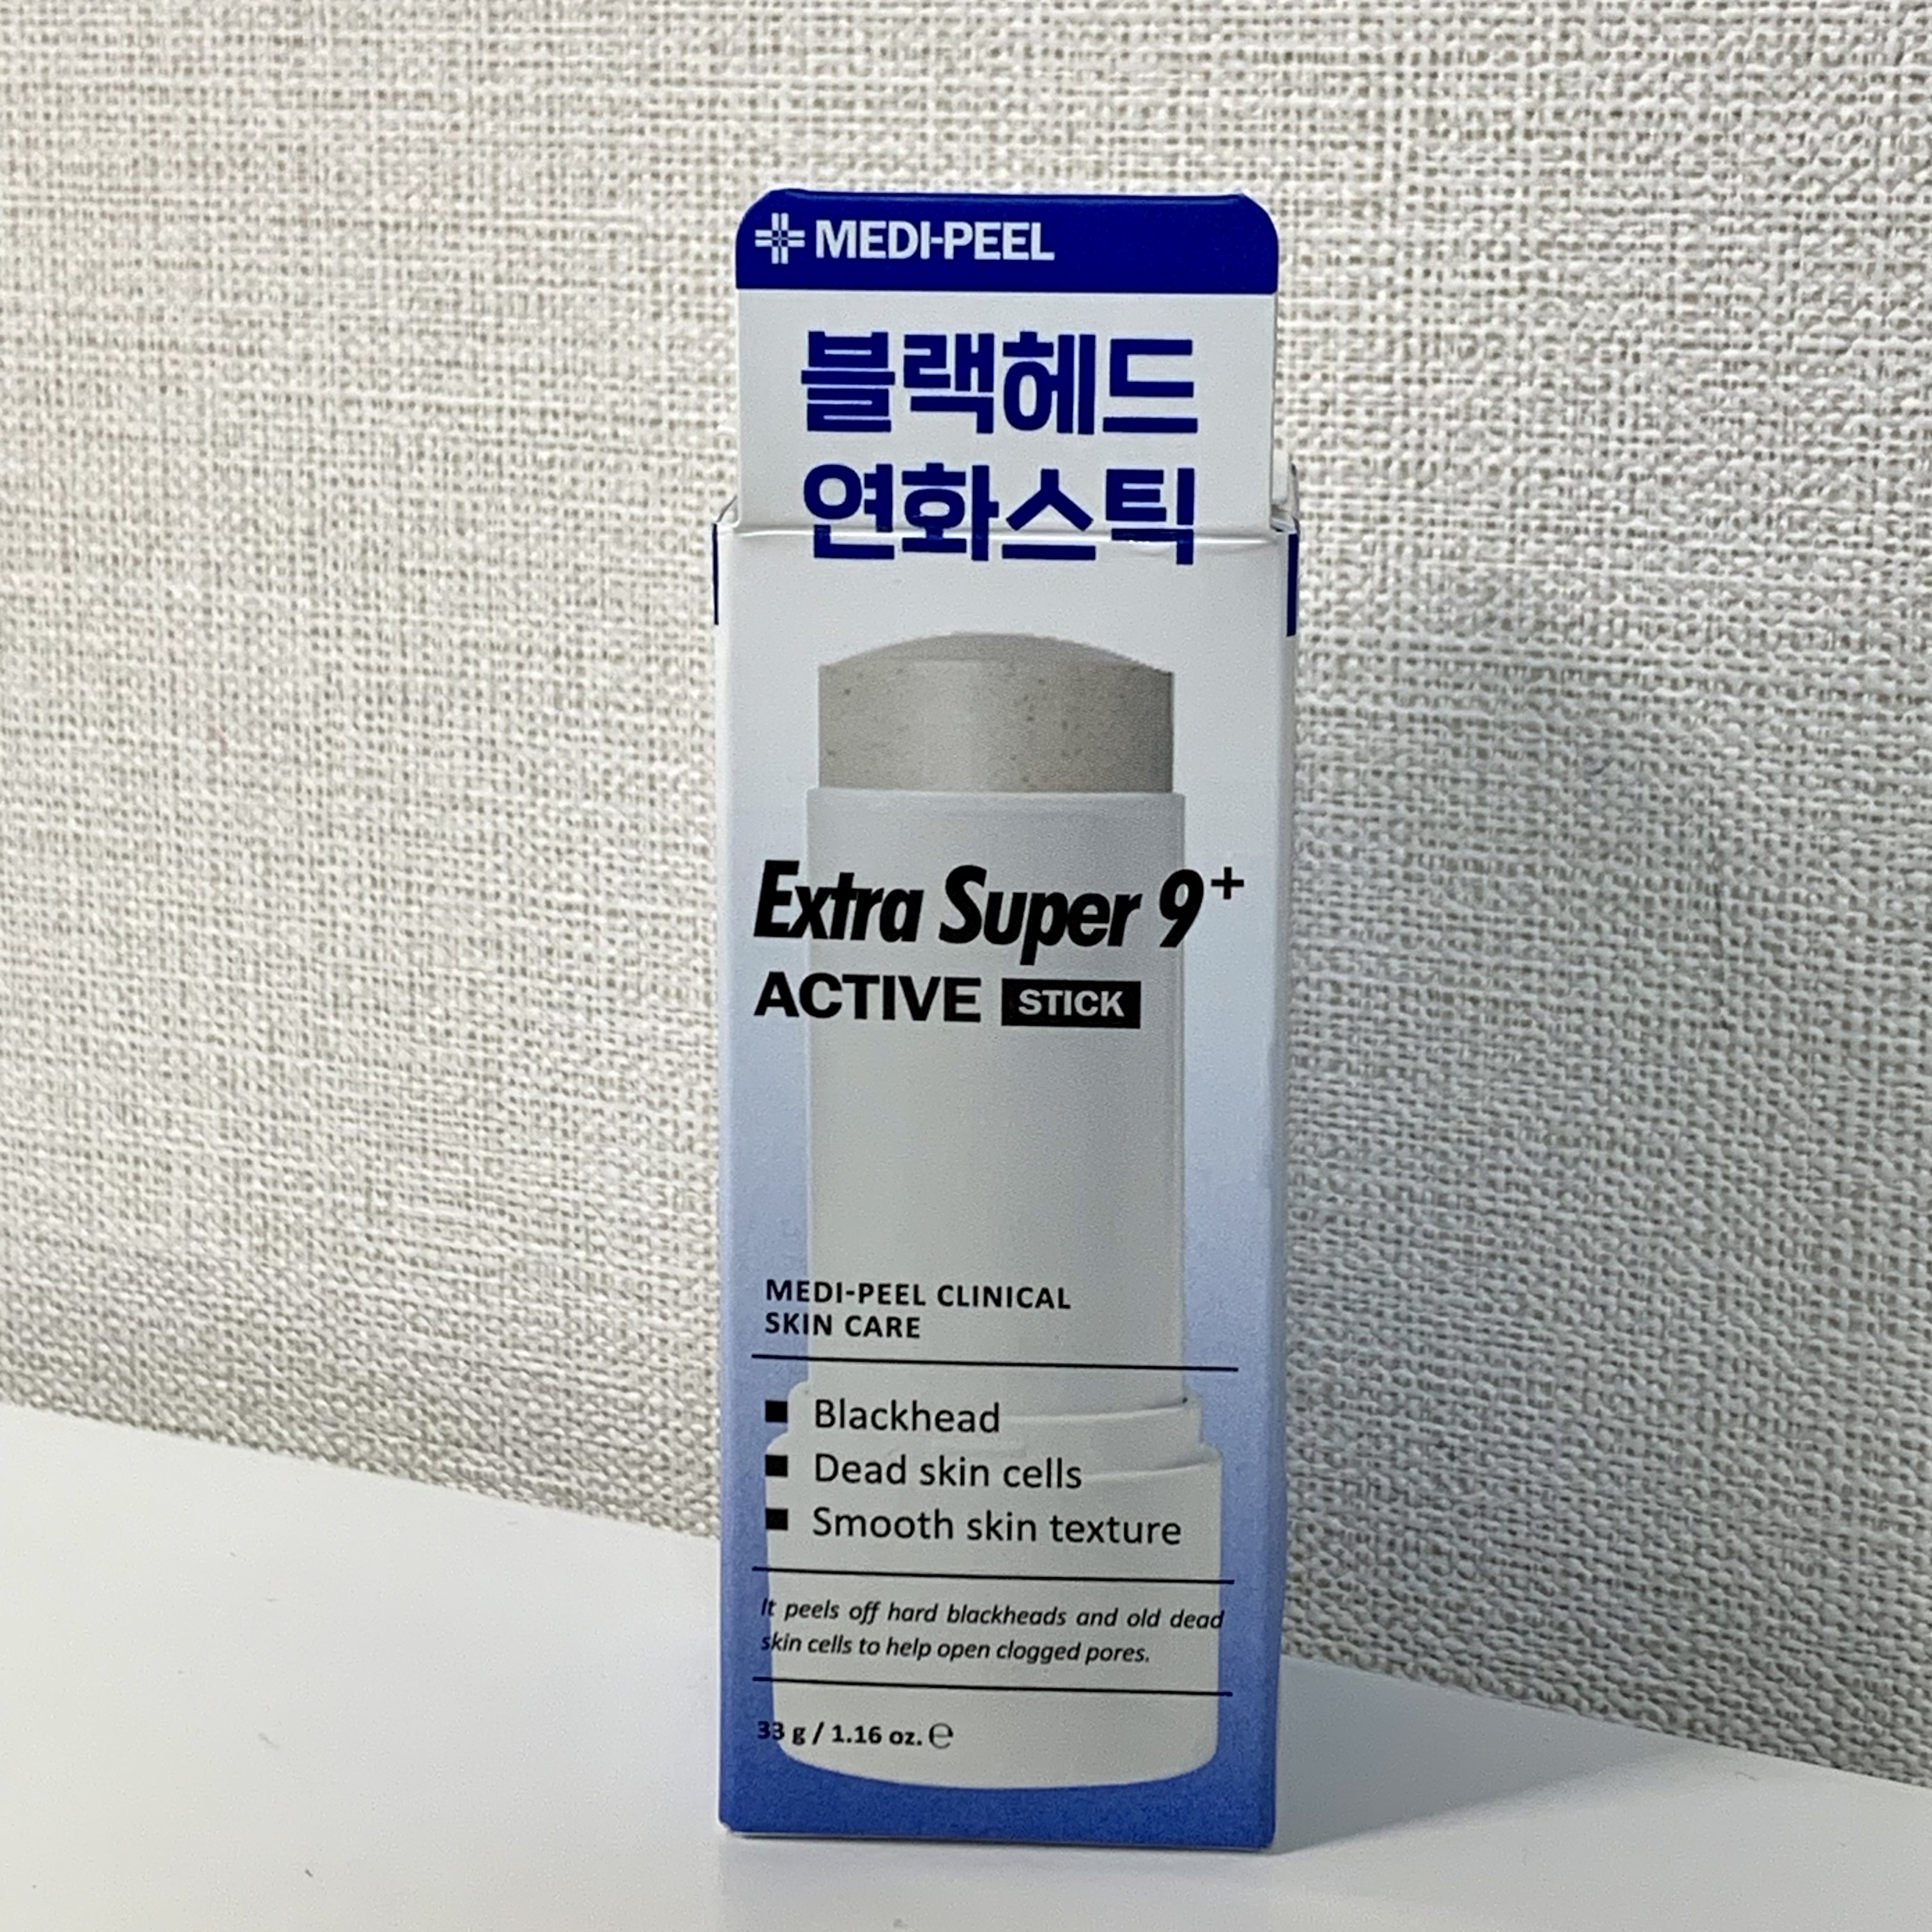 MEDI-PEEL
블랙헤드
연화스틱
Extra Super 9+
ACTIVE STICK
MEDI-PEEL CLINICAL
SKIN CARE
■ Blackhead
■ Dead skin cells
■ Smooth skin texture
It peels off hard blackheads and old dead
skin cells to help open clogged pores.
33 g / 1.16 oz. ℮